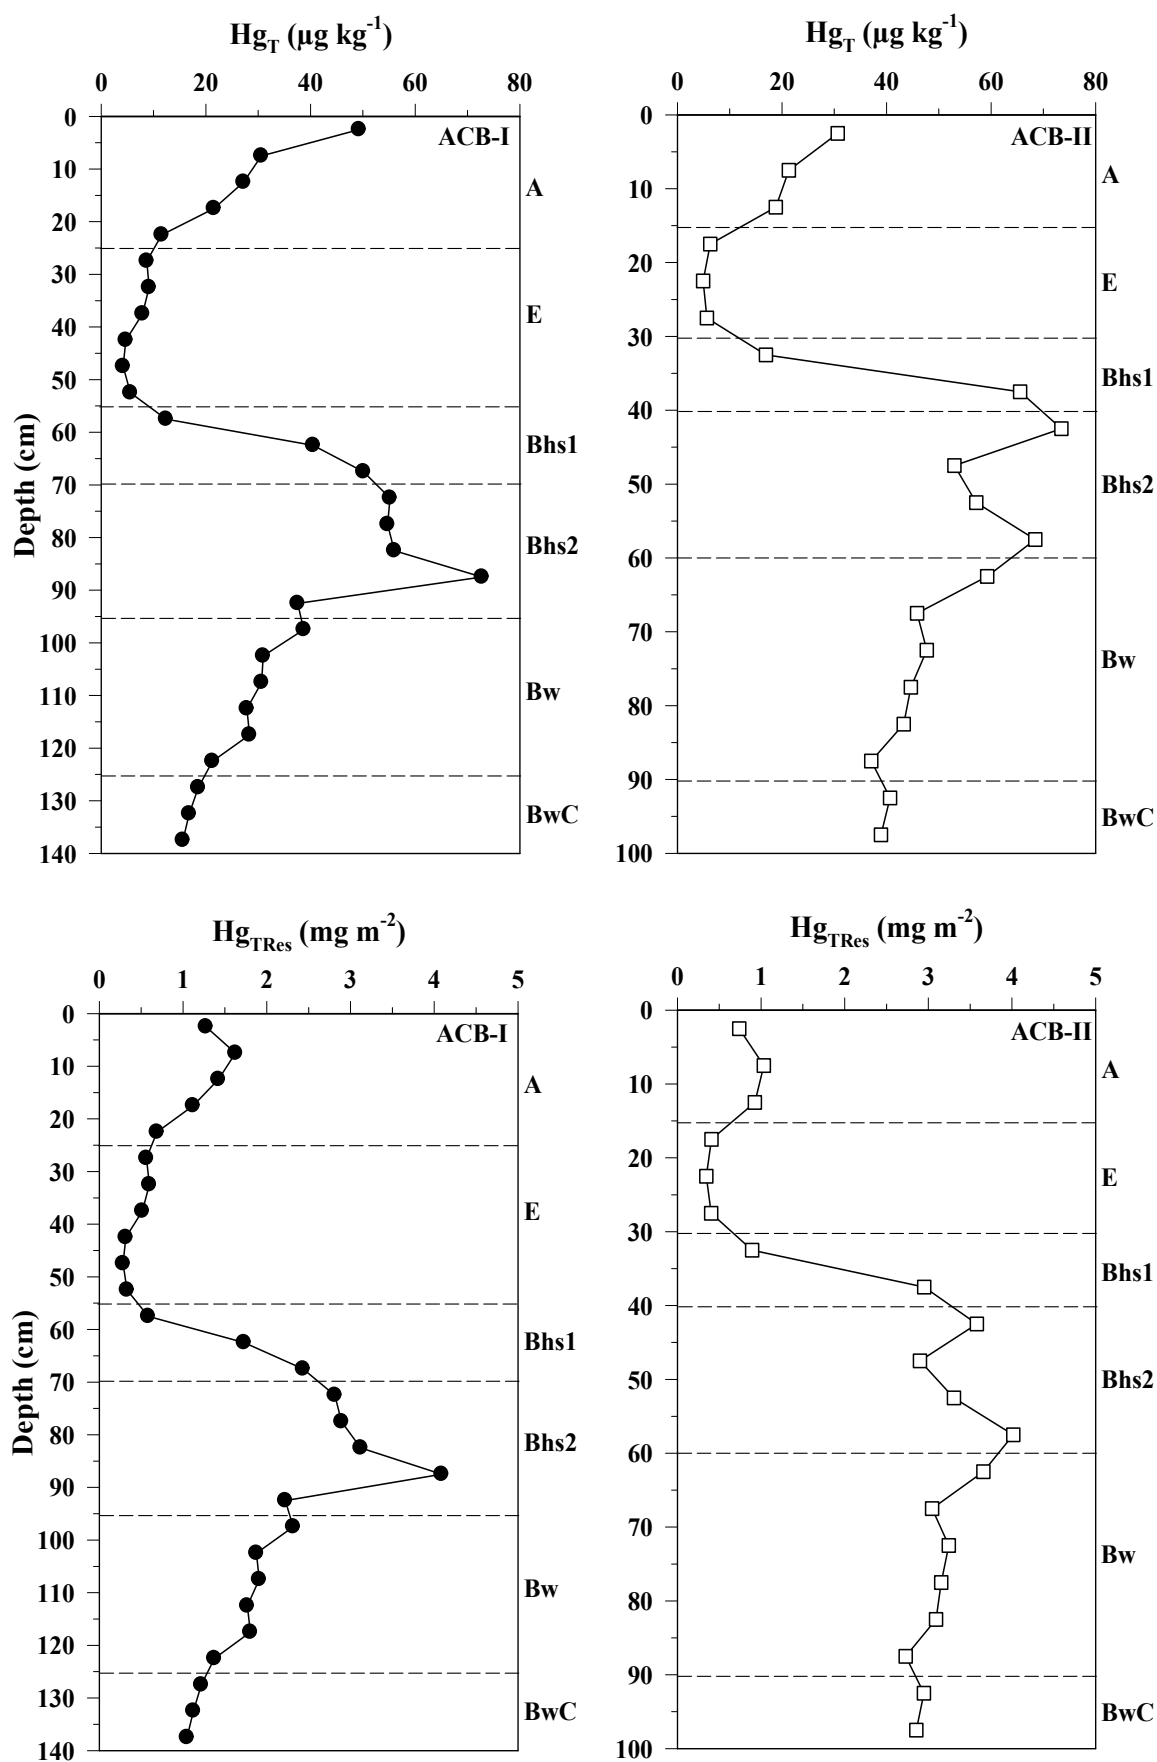 Hg_T (µg kg^-1)
0 20 40 60 80
ACB-I
0
10
20
30
40
50
60
70
80
90
100
110
120
130
140
Depth (cm)
A
E
Bhs1
Bhs2
Bw
BwC
Hg_T (µg kg^-1)
0 20 40 60 80
ACB-II
0
10
20
30
40
50
60
70
80
90
100
A
E
Bhs1
Bhs2
Bw
BwC
Hg_TRes (mg m^-2)
0 1 2 3 4 5
ACB-I
0
10
20
30
40
50
60
70
80
90
100
110
120
130
140
Depth (cm)
A
E
Bhs1
Bhs2
Bw
BwC
Hg_TRes (mg m^-2)
0 1 2 3 4 5
ACB-II
0
10
20
30
40
50
60
70
80
90
100
A
E
Bhs1
Bhs2
Bw
BwC